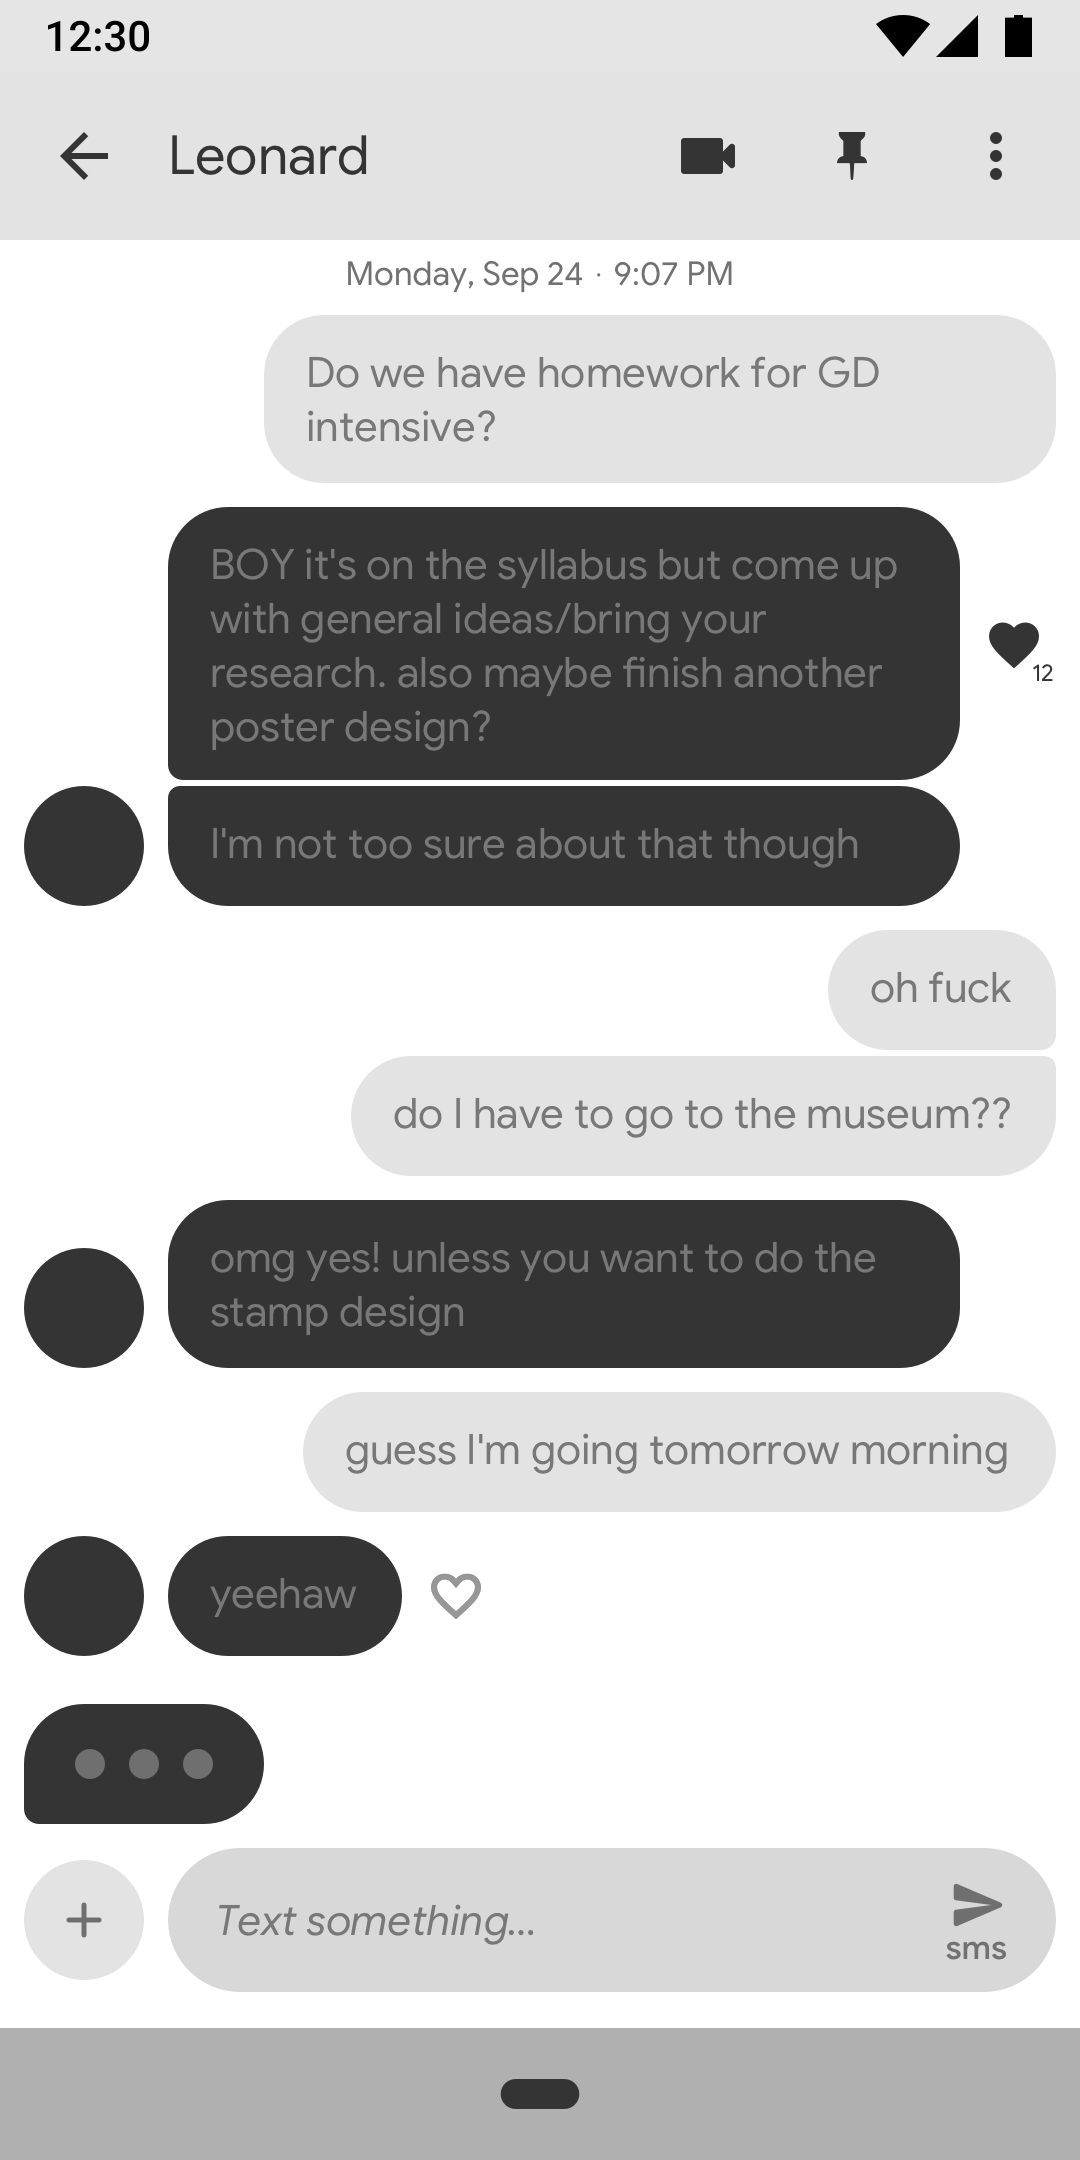 12:30
Leonard
Monday, Sep 24 · 9:07 PM
Do we have homework for GD
intensive?
BOY it's on the syllabus but come up
with general ideas/bring your
research. also maybe finish another
poster design?
12
I'm not too sure about that though
oh fuck
do I have to go to the museum??
omg yes! unless you want to do the
stamp design
guess I'm going tomorrow morning
yeehaw
Text something...
sms